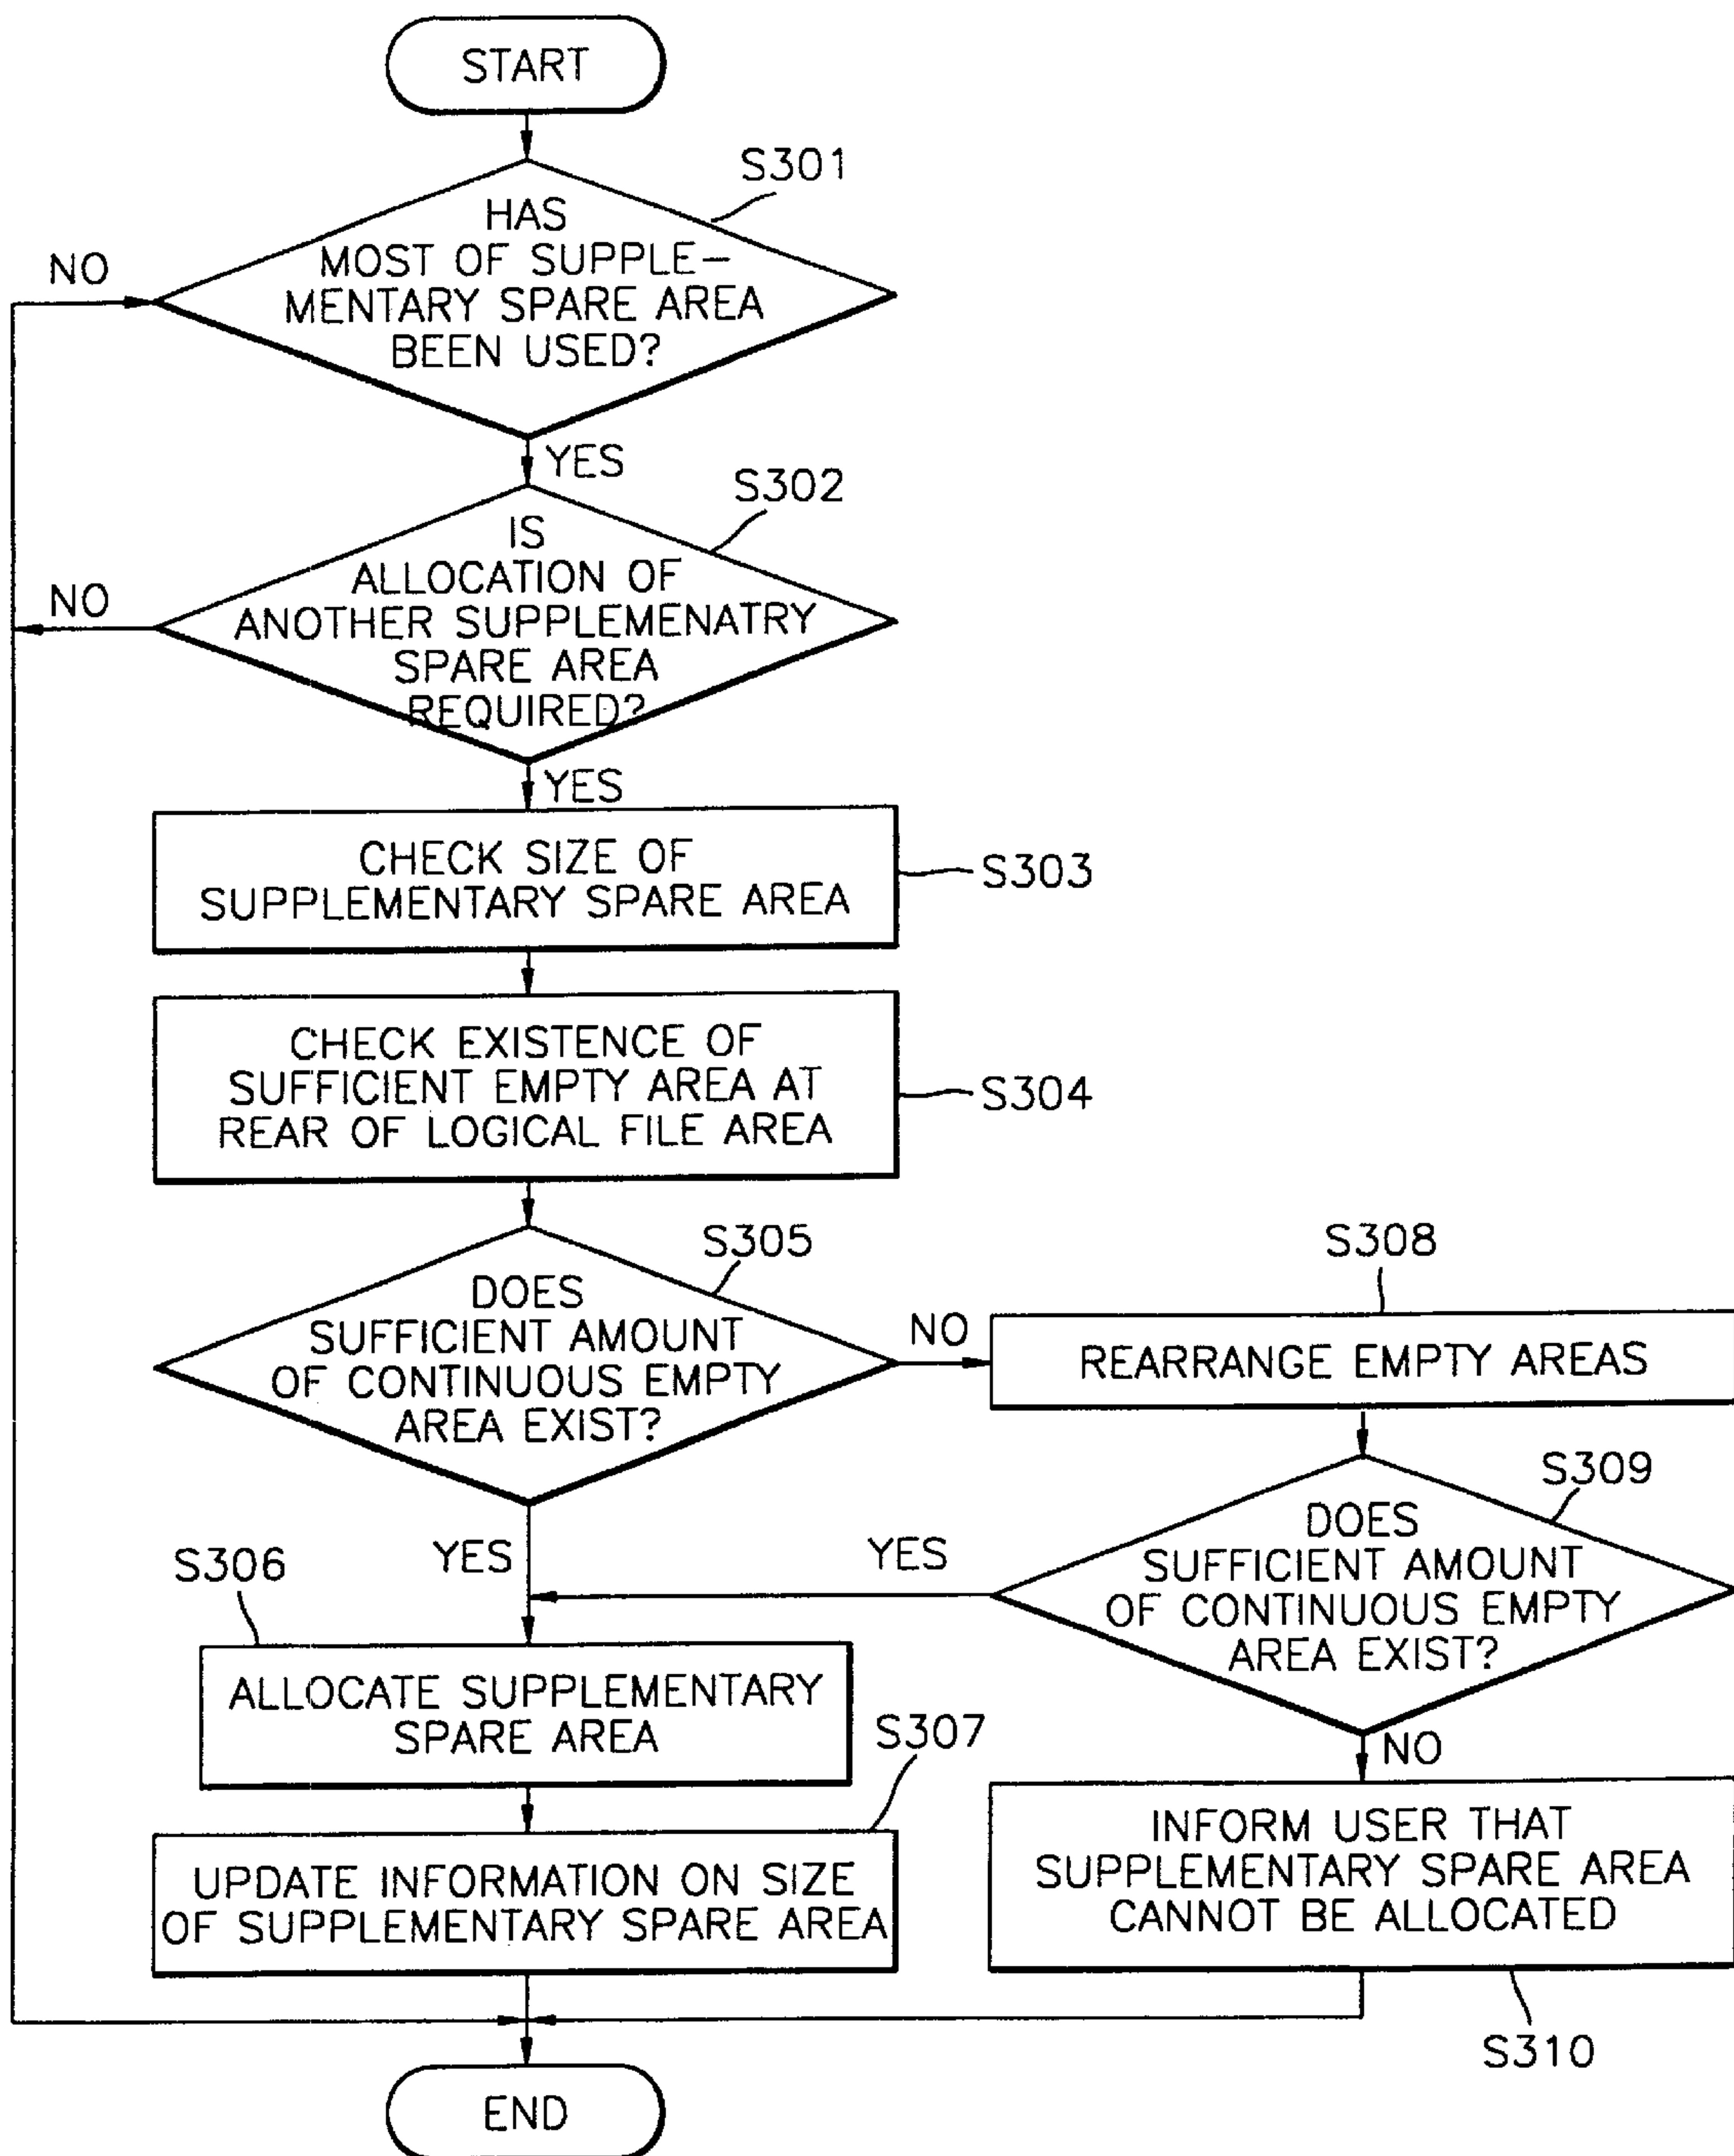 START
S301
HAS
MOST OF SUPPLE-
MENTARY SPARE AREA
BEEN USED?
NO
YES
S302
IS
ALLOCATION OF
ANOTHER SUPPLEMENATRY
SPARE AREA
REQUIRED?
NO
YES
CHECK SIZE OF
SUPPLEMENTARY SPARE AREA
S303
CHECK EXISTENCE OF
SUFFICIENT EMPTY AREA AT
REAR OF LOGICAL FILE AREA
S304
S305
DOES
SUFFICIENT AMOUNT
OF CONTINUOUS EMPTY
AREA EXIST?
NO
YES
S308
REARRANGE EMPTY AREAS
S309
DOES
SUFFICIENT AMOUNT
OF CONTINUOUS EMPTY
AREA EXIST?
YES
NO
S306
ALLOCATE SUPPLEMENTARY
SPARE AREA
S307
UPDATE INFORMATION ON SIZE
OF SUPPLEMENTARY SPARE AREA
INFORM USER THAT
SUPPLEMENTARY SPARE AREA
CANNOT BE ALLOCATED
S310
END